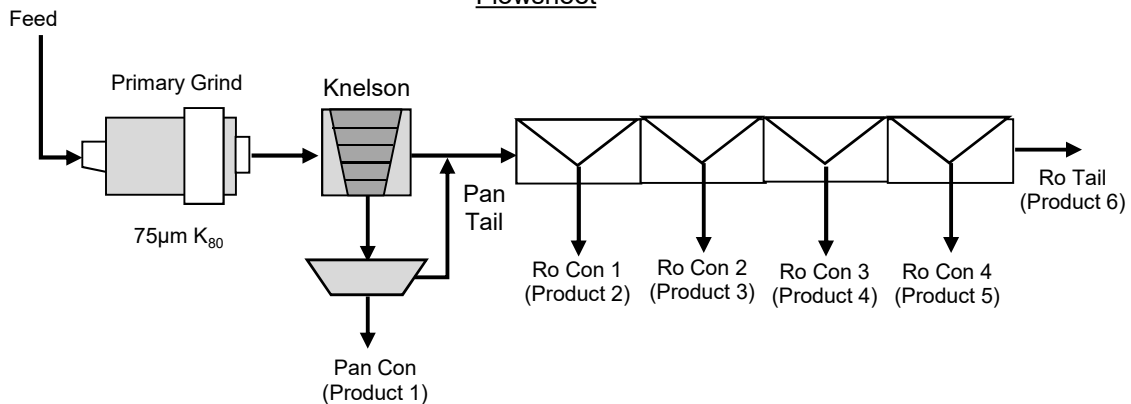 Feed
Primary Grind
75µm K80
Knelson
Pan
Tail
Pan Con
(Product 1)
Ro Con 1
(Product 2)
Ro Con 2
(Product 3)
Ro Con 3
(Product 4)
Ro Con 4
(Product 5)
Ro Tail
(Product 6)